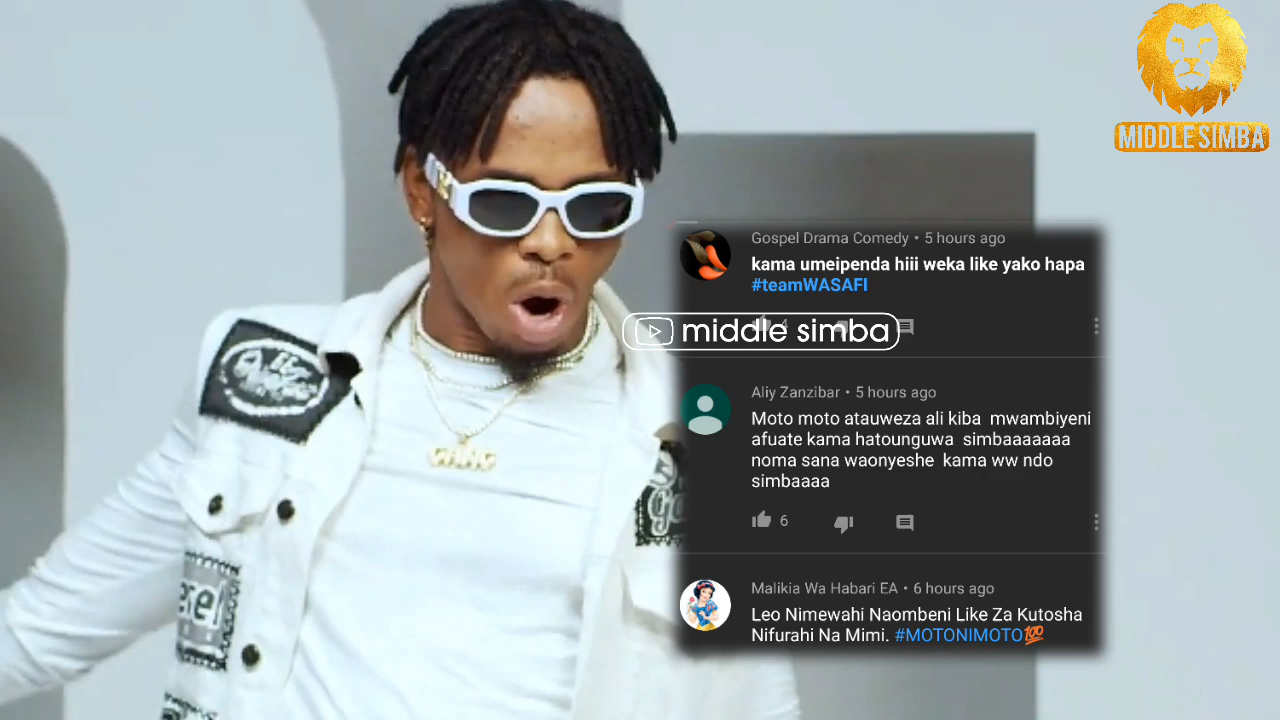 MIDDLE SIMBA
Gospel Drama Comedy • 5 hours ago
kama umeipenda hiii weka like yako hapa
#teamWASAFI
4
middle simba
Aliy Zanzibar • 5 hours ago
Moto moto atauweza ali kiba mwambiyeni
afuate kama hatounguwa simbaaaaaaa
noma sana waonyeshe kama ww ndo
simbaaaa
6
Malikia Wa Habari EA • 6 hours ago
Leo Nimewahi Naombeni Like Za Kutosha
Nifurahi Na Mimi. #MOTONIMOTO💯